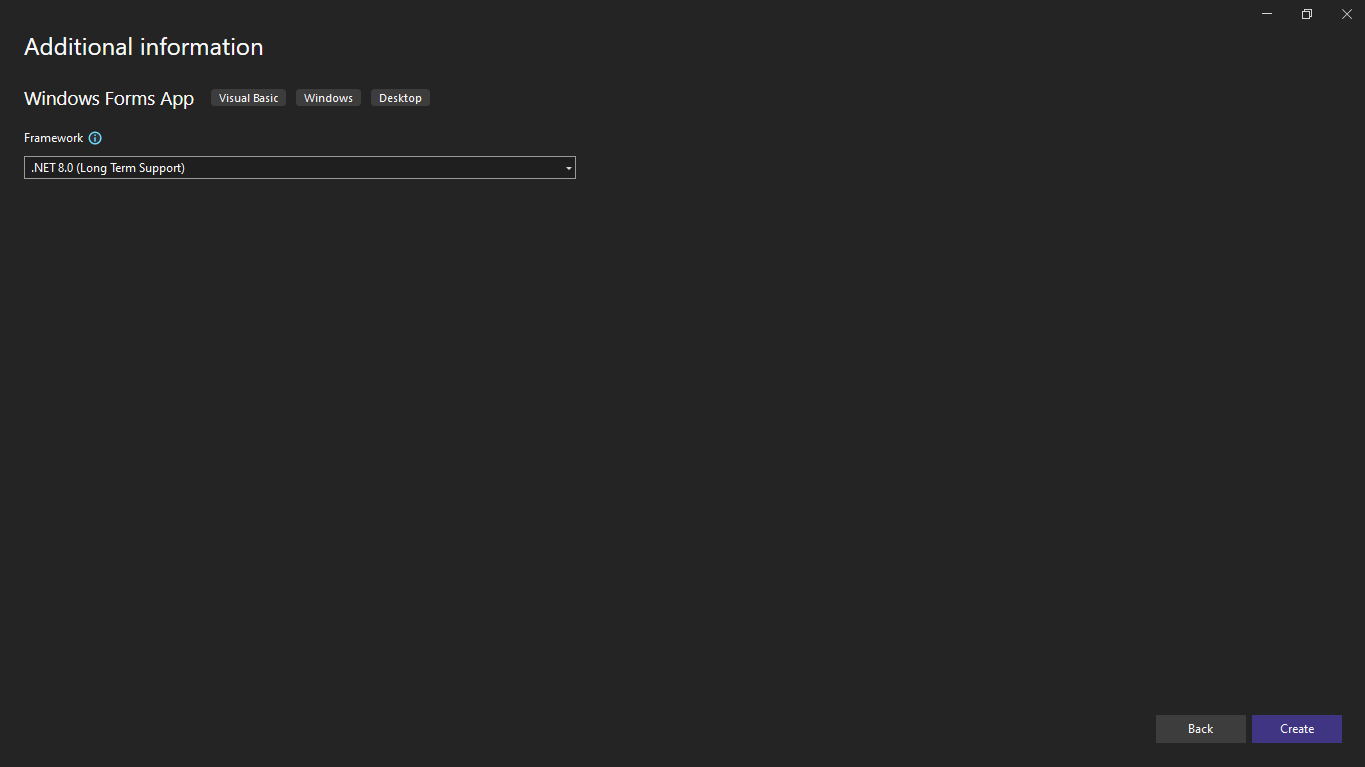 Additional information
Windows Forms App Visual Basic Windows Desktop
Framework
.NET 8.0 (Long Term Support)
Back Create